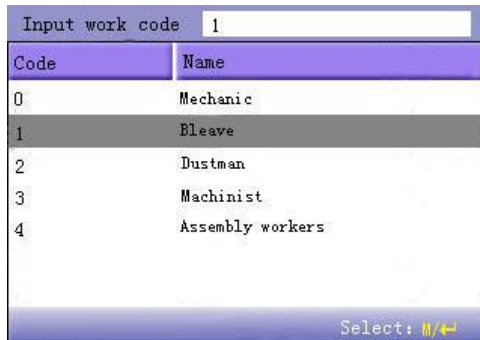 Input work code 1
Code Name
0 Mechanic
1 Bleave
2 Dustman
3 Machinist
4 Assembly workers
Select: M/↵